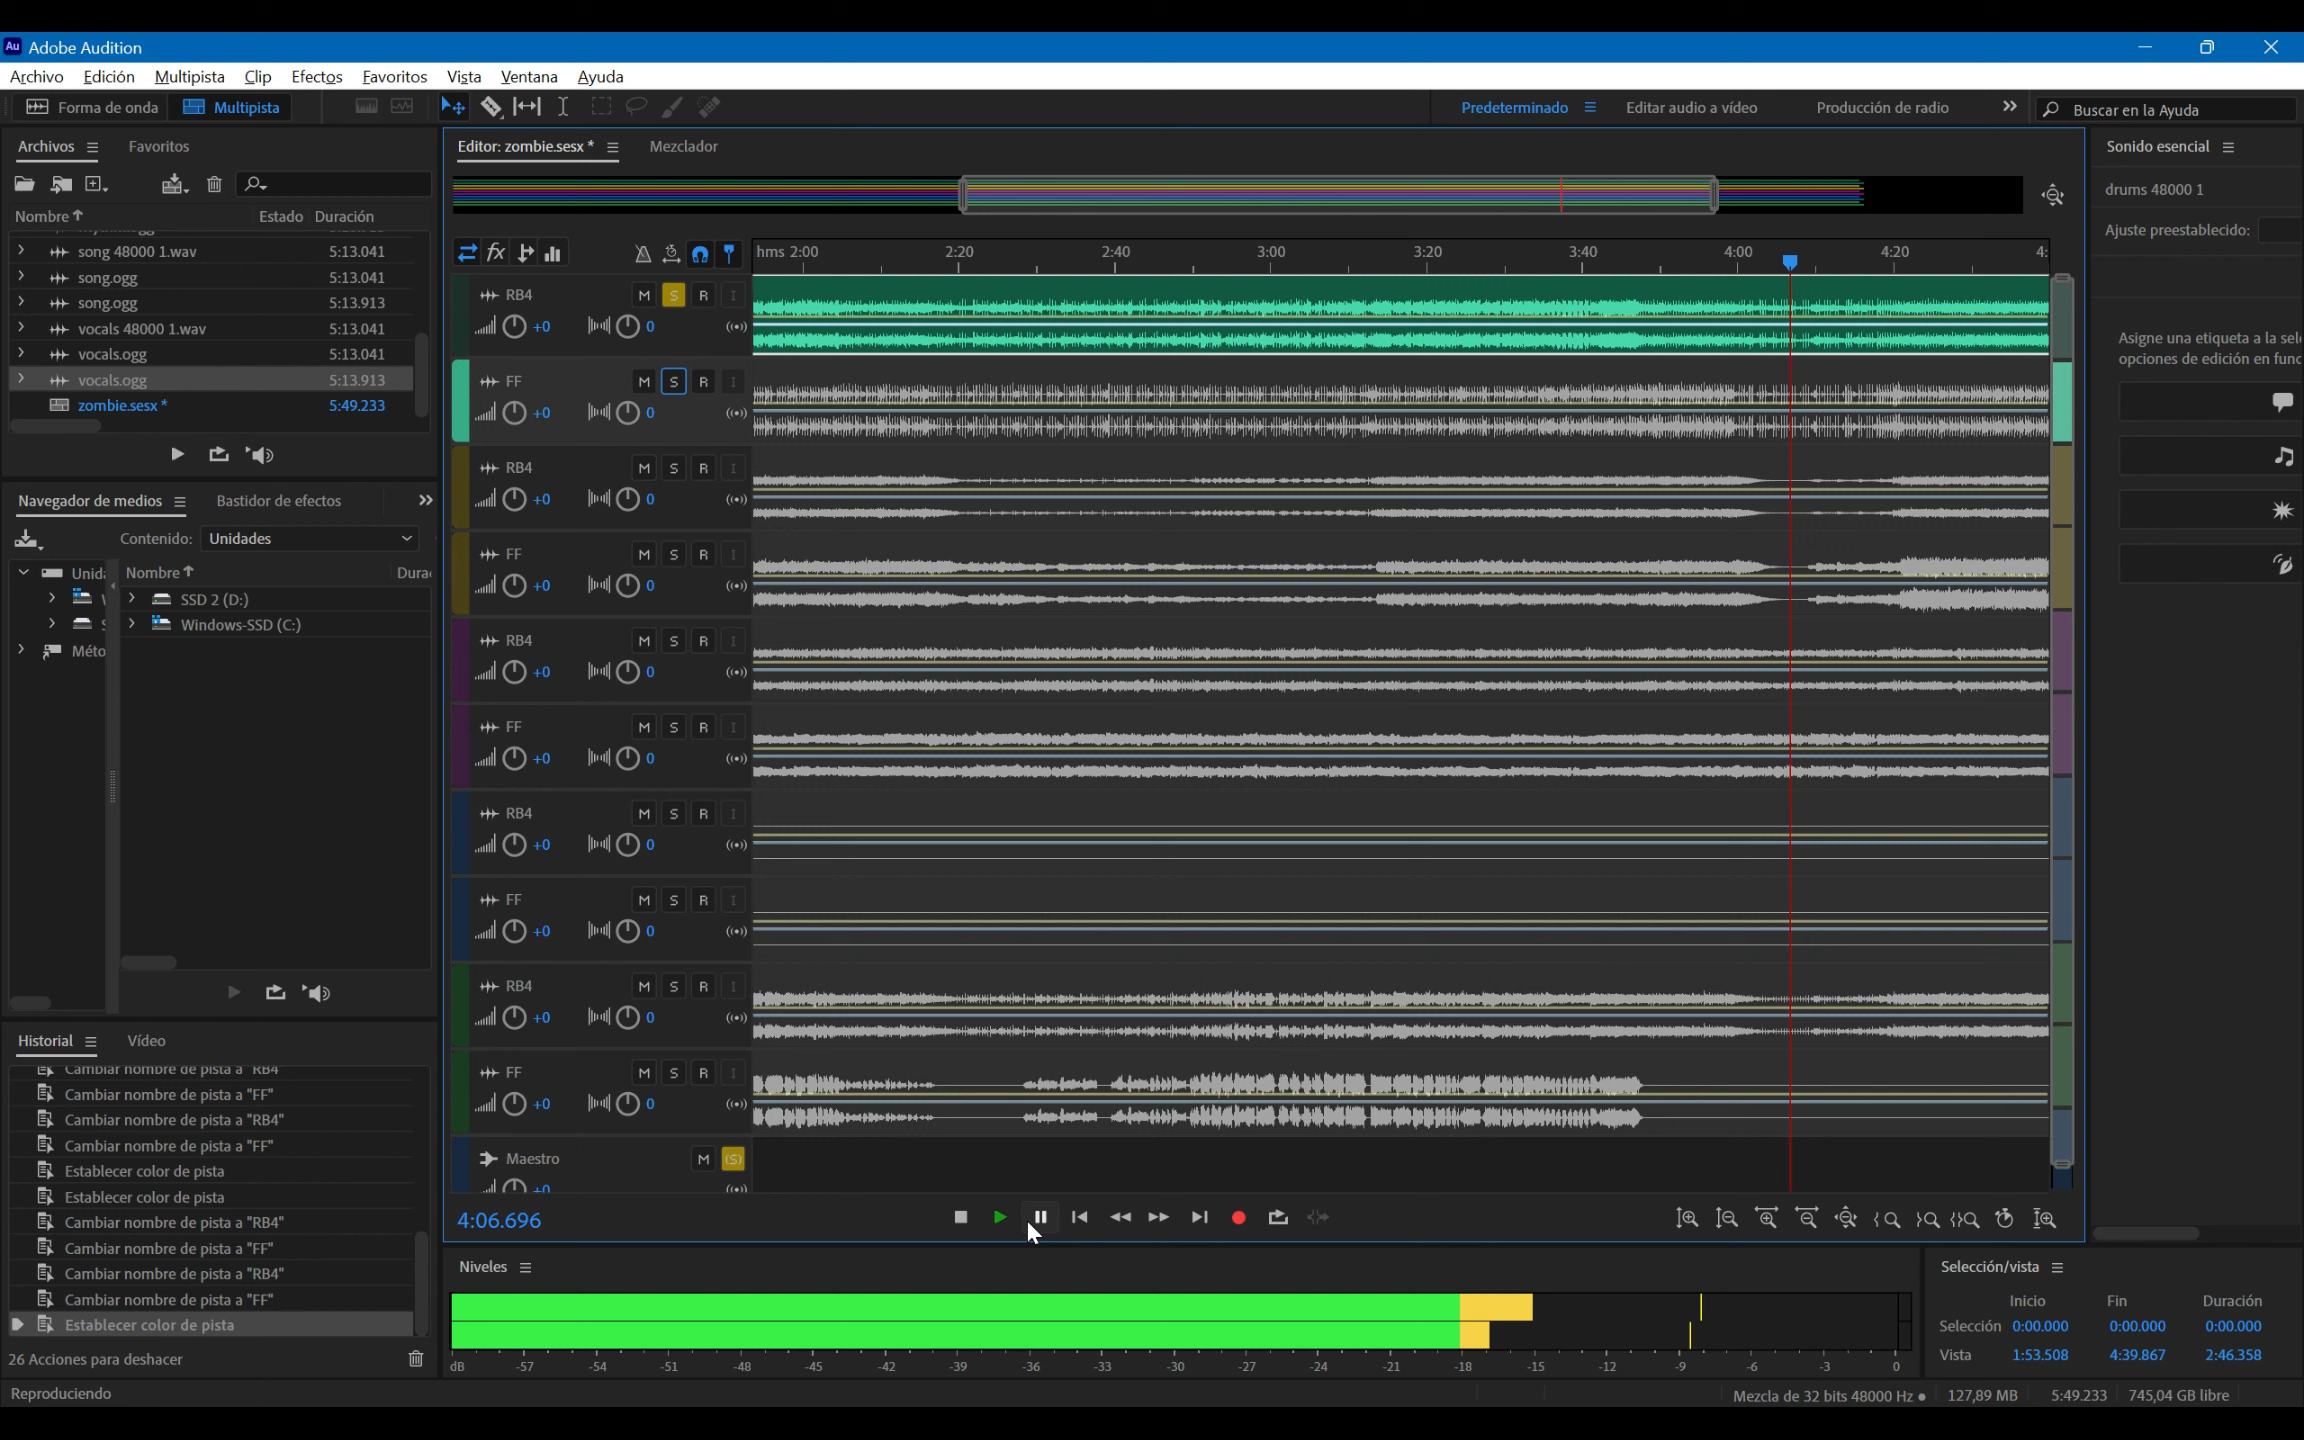 Au Adobe Audition
Archivo Edición Multipista Clip Efectos Favoritos Vista Ventana Ayuda
Forma de onda Multipista Predeterminado Editar audio a vídeo Producción de radio Buscar en la Ayuda
Archivos Favoritos
Nombre Estado Duración
song 48000 1.wav 5:13.041
song.ogg 5:13.041
song.ogg 5:13.913
vocals 48000 1.wav 5:13.041
vocals.ogg 5:13.041
vocals.ogg 5:13.913
zombie.sesx * 5:49.233
Navegador de medios Bastidor de efectos
Contenido: Unidades
Unid
Nombre Dura
SSD 2 (D:)
Windows-SSD (C:)
Méto
Historial Vídeo
Cambiar nombre de pista a "RB4"
Cambiar nombre de pista a "FF"
Cambiar nombre de pista a "RB4"
Cambiar nombre de pista a "FF"
Establecer color de pista
Establecer color de pista
Cambiar nombre de pista a "RB4"
Cambiar nombre de pista a "FF"
Cambiar nombre de pista a "RB4"
Cambiar nombre de pista a "FF"
Establecer color de pista
26 Acciones para deshacer
Reproduciendo
Editor: zombie.sesx * Mezclador
fx hms 2:00 2:20 2:40 3:00 3:20 3:40 4:00 4:20 4:
RB4 M S R I
+0 0
FF M S R I
+0 0
RB4 M S R I
+0 0
FF M S R I
+0 0
RB4 M S R I
+0 0
FF M S R I
+0 0
RB4 M S R I
+0 0
FF M S R I
+0 0
RB4 M S R I
+0 0
FF M S R I
+0 0
Maestro M (S)
+0
4:06.696
Niveles
dB -57 -54 -51 -48 -45 -42 -39 -36 -33 -30 -27 -24 -21 -18 -15 -12 -9 -6 -3 0
Sonido esencial
drums 48000 1
Ajuste preestablecido:
Asigne una etiqueta a la sel
opciones de edición en func
Selección/vista
Inicio Fin Duración
Selección 0:00.000 0:00.000 0:00.000
Vista 1:53.508 4:39.867 2:46.358
Mezcla de 32 bits 48000 Hz 127,89 MB 5:49.233 745,04 GB libre